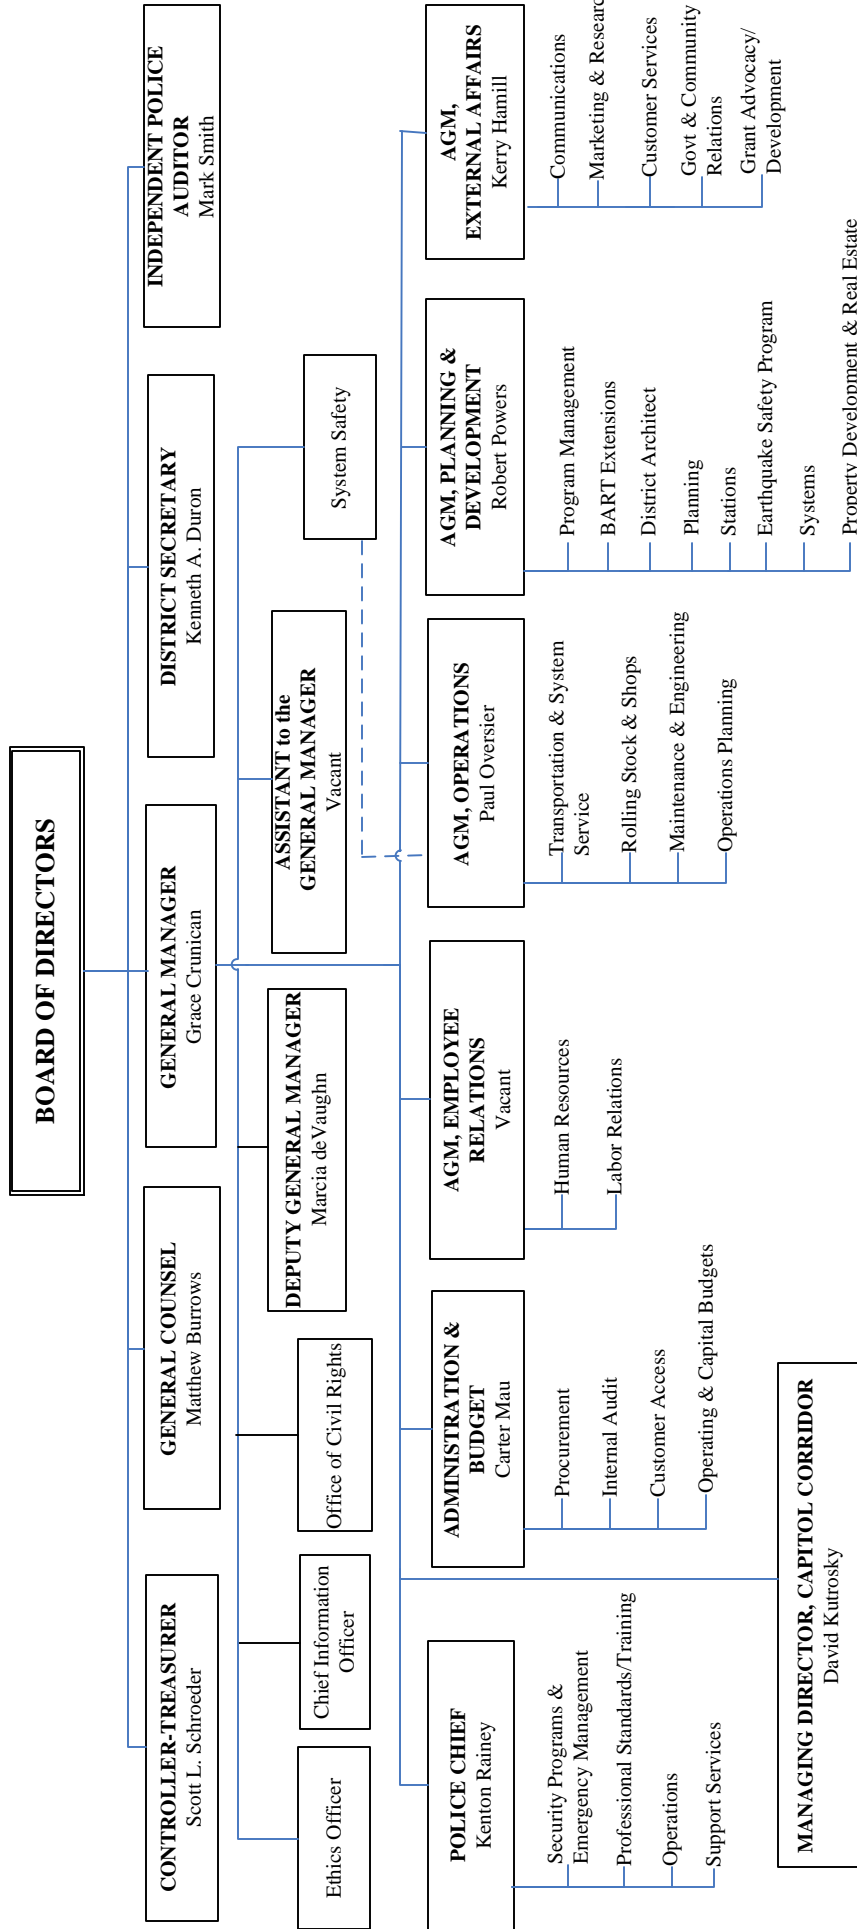 BOARD OF DIRECTORS
CONTROLLER-TREASURER
Scott L. Schroeder
GENERAL COUNSEL
Matthew Burrows
GENERAL MANAGER
Grace Crunican
DISTRICT SECRETARY
Kenneth A. Duron
INDEPENDENT POLICE
AUDITOR
Mark Smith
Ethics Officer
Chief Information
Officer
Office of Civil Rights
DEPUTY GENERAL MANAGER
Marcia deVaughn
ASSISTANT to the
GENERAL MANAGER
Vacant
System Safety
POLICE CHIEF
Kenton Rainey
Security Programs &
Emergency Management
Professional Standards/Training
Operations
Support Services
ADMINISTRATION &
BUDGET
Carter Mau
Procurement
Internal Audit
Customer Access
Operating & Capital Budgets
AGM, EMPLOYEE
RELATIONS
Vacant
Human Resources
Labor Relations
AGM, OPERATIONS
Paul Oversier
Transportation & System
Service
Rolling Stock & Shops
Maintenance & Engineering
Operations Planning
AGM, PLANNING &
DEVELOPMENT
Robert Powers
Program Management
BART Extensions
District Architect
Planning
Stations
Earthquake Safety Program
Systems
Property Development & Real Estate
AGM,
EXTERNAL AFFAIRS
Kerry Hamill
Communications
Marketing & Research
Customer Services
Govt & Community
Relations
Grant Advocacy/
Development
MANAGING DIRECTOR, CAPITOL CORRIDOR
David Kutrosky